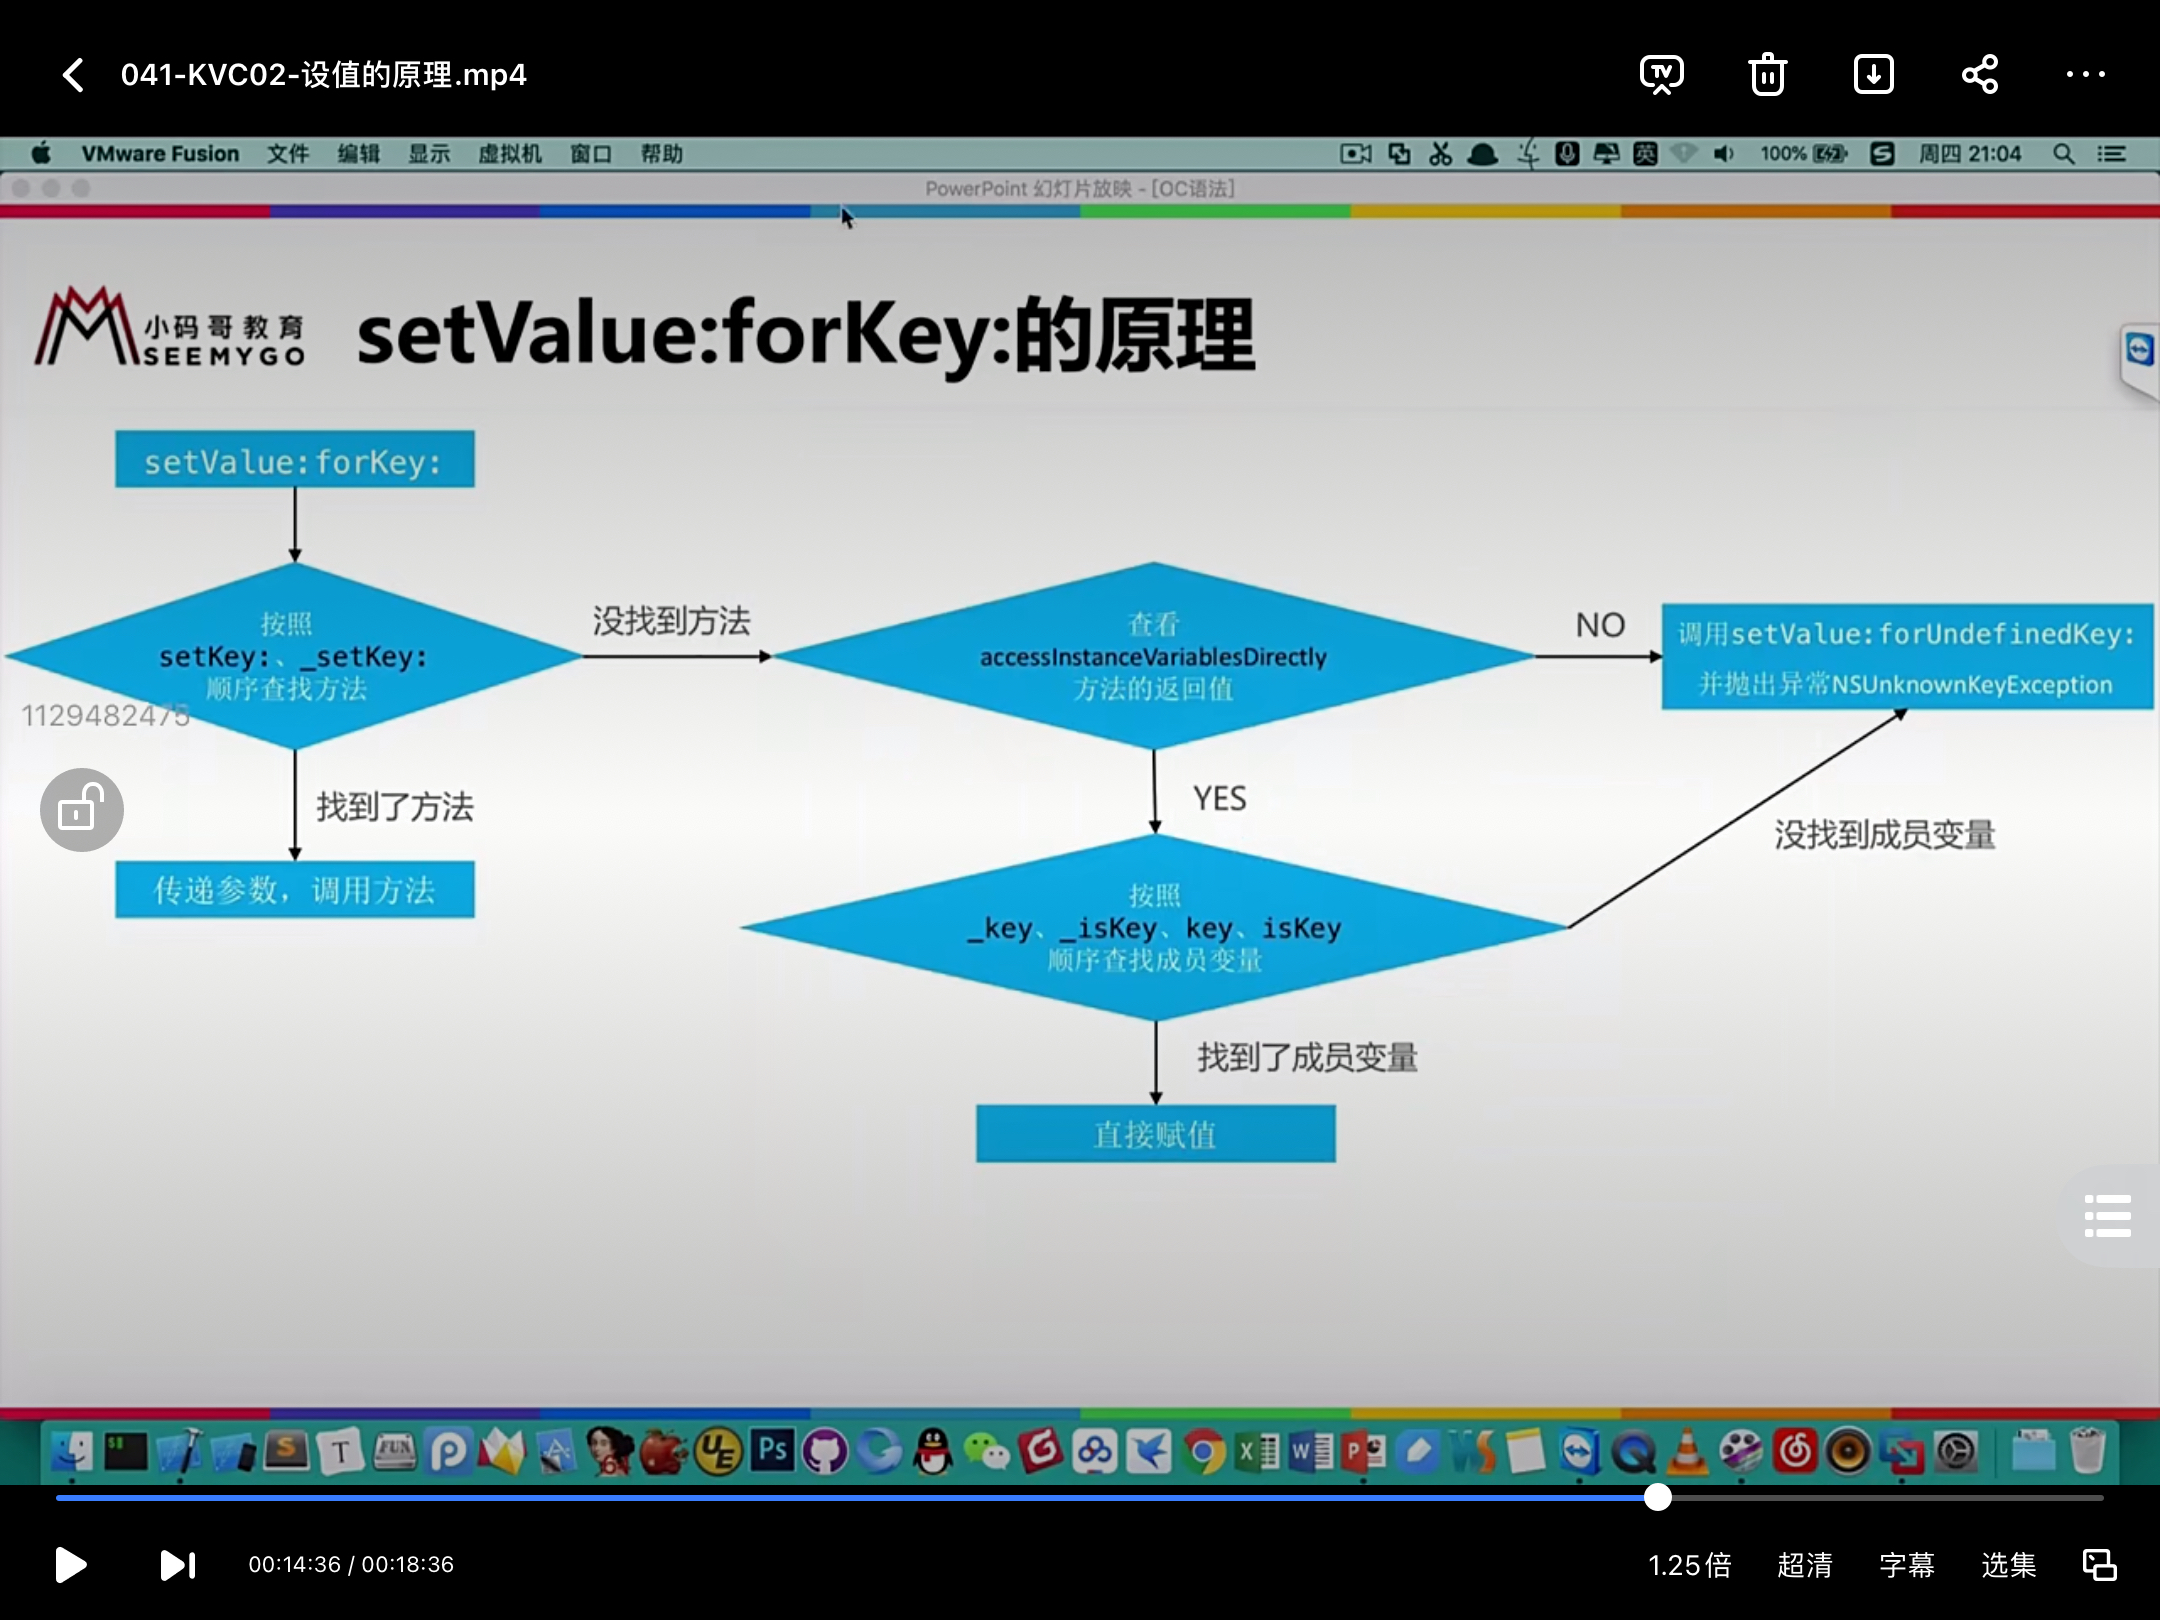 041-KVC02-设值的原理.mp4
VMware Fusion 文件 编辑 显示 虚拟机 窗口 帮助 英 100% 周四 21:04
PowerPoint 幻灯片放映 - [OC语法]
小码哥教育
SEEMYGO
setValue:forKey:的原理
setValue:forKey:
按照
setKey:、_setKey:
顺序查找方法
没找到方法
查看
accessInstanceVariablesDirectly
方法的返回值
NO
调用setValue:forUndefinedKey:
并抛出异常NSUnknownKeyException
1129482475
找到了方法
YES
没找到成员变量
传递参数，调用方法
按照
_key、_isKey、key、isKey
顺序查找成员变量
找到了成员变量
直接赋值
00:14:36 / 00:18:36
1.25倍 超清 字幕 选集